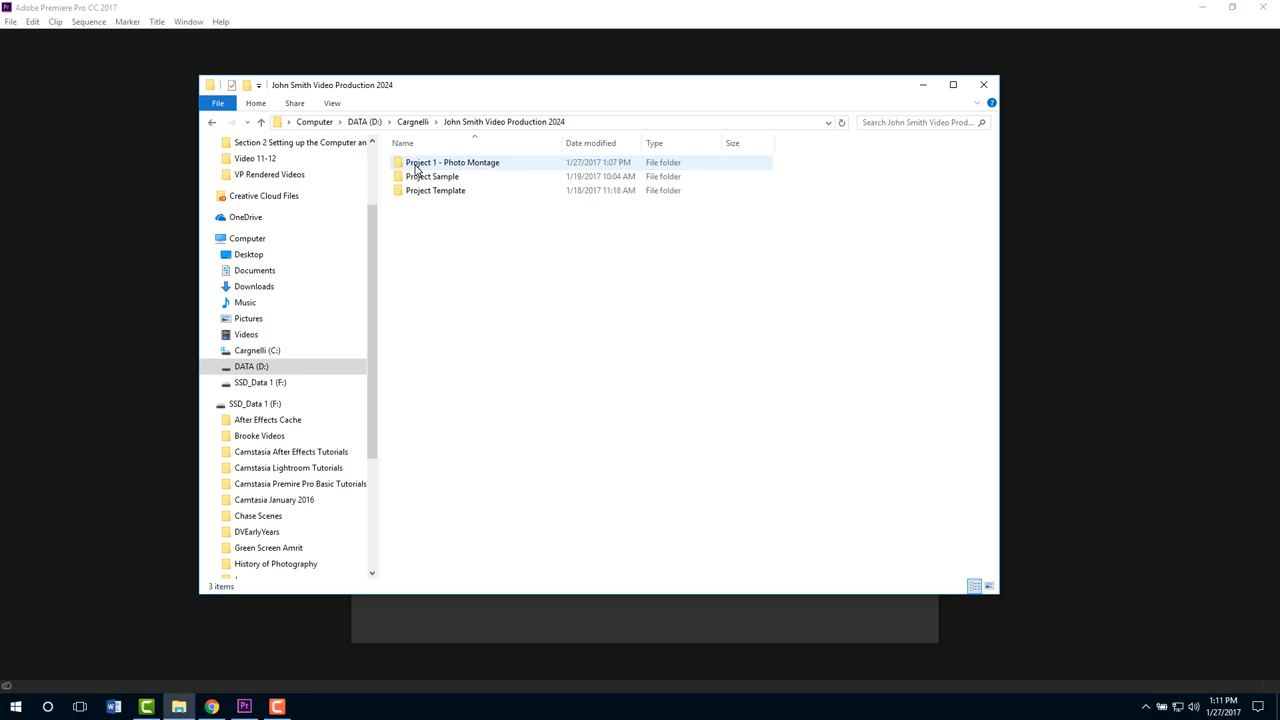 Adobe Premiere Pro CC 2017
File Edit Clip Sequence Marker Title Window Help
John Smith Video Production 2024
File Home Share View
Computer DATA (D:) Cargnelli John Smith Video Production 2024
Search John Smith Video Prod...
Name Date modified Type Size
Section 2 Setting up the Computer an
Video 11-12
VP Rendered Videos
Creative Cloud Files
OneDrive
Computer
Desktop
Documents
Downloads
Music
Pictures
Videos
Cargnelli (C:)
DATA (D:)
SSD_Data 1 (F:)
SSD_Data 1 (F:)
After Effects Cache
Brooke Videos
Camstasia After Effects Tutorials
Camstasia Lightroom Tutorials
Camstasia Premire Pro Basic Tutorials
Camtasia January 2016
Chase Scenes
DVEarlyYears
Green Screen Amrit
History of Photography
Project 1 - Photo Montage 1/27/2017 1:07 PM File folder
Project Sample 1/19/2017 10:04 AM File folder
Project Template 1/18/2017 11:18 AM File folder
3 items
1:11 PM
1/27/2017